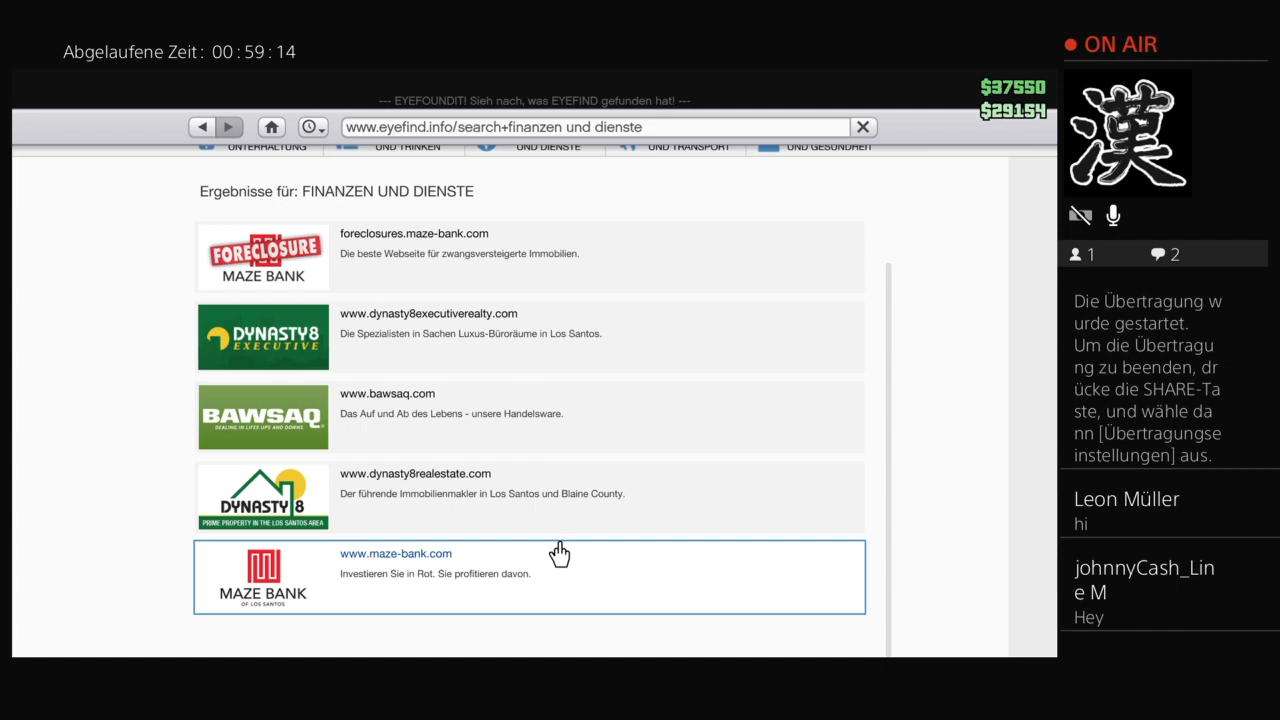 Abgelaufene Zeit: 00:59:14
ON AIR
--- EYEFOUNDIT! Sieh nach, was EYEFIND gefunden hat! ---
$37550
$29154
www.eyefind.info/search+finanzen und dienste
漢
UNTERHALTUNG
UND TRINKEN
UND DIENSTE
UND TRANSPORT
UND GESUNDHEIT
Ergebnisse für: FINANZEN UND DIENSTE
FORECLOSURE
MAZE BANK
foreclosures.maze-bank.com
Die beste Webseite für zwangsversteigerte Immobilien.
DYNASTY8
EXECUTIVE
www.dynasty8executiverealty.com
Die Spezialisten in Sachen Luxus-Büroräume in Los Santos.
BAWSAQ
DEALING IN LIFES UPS AND DOWNS
www.bawsaq.com
Das Auf und Ab des Lebens - unsere Handelsware.
DYNASTY 8
PRIME PROPERTY IN THE LOS SANTOS AREA
www.dynasty8realestate.com
Der führende Immobilienmakler in Los Santos und Blaine County.
MAZE BANK
OF LOS SANTOS
www.maze-bank.com
Investieren Sie in Rot. Sie profitieren davon.
1
2
Die Übertragung w
urde gestartet.
Um die Übertragu
ng zu beenden, dr
ücke die SHARE-Ta
ste, und wähle da
nn [Übertragungse
instellungen] aus.
Leon Müller
hi
johnnyCash_Lin
e M
Hey